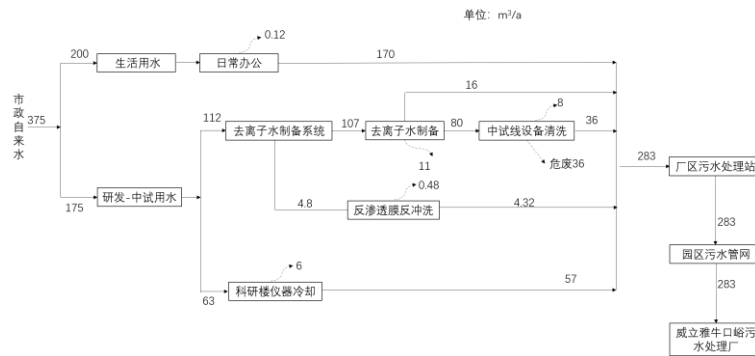 单位：m³/a
0.12
200
生活用水
日常办公
170
16
市政自来水
375
8
112
去离子水制备系统
107
去离子水制备
80
中试线设备清洗
36
283
厂区污水处理站
11
危废36
175
研发-中试用水
0.48
4.8
反渗透膜反冲洗
4.32
283
园区污水管网
6
283
63
科研楼仪器冷却
57
威立雅牛口峪污
水处理厂